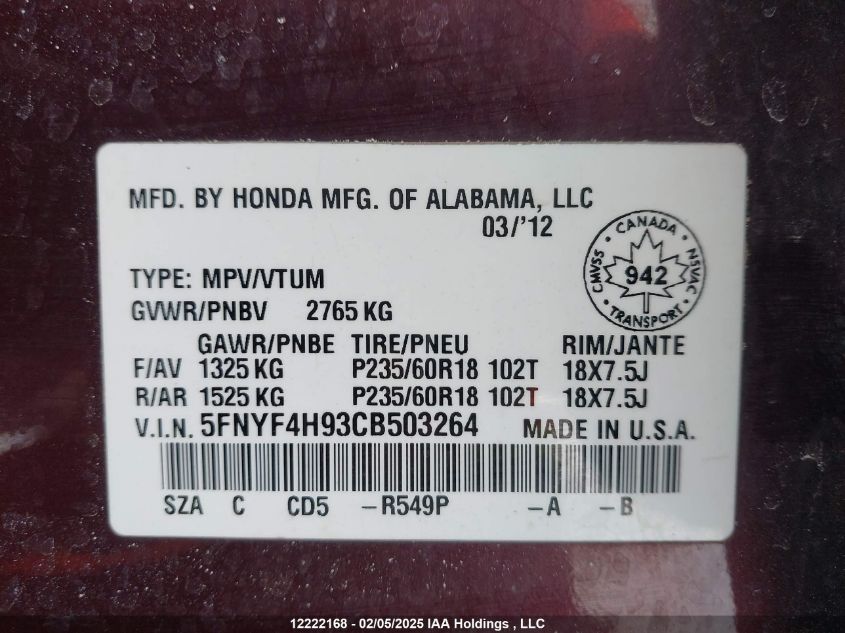 MFD. BY HONDA MFG. OF ALABAMA, LLC
03/'12
CANADA
CMVSS 942 NSVAC
TRANSPORT
TYPE: MPV/VTUM
GVWR/PNBV 2765 KG
GAWR/PNBE TIRE/PNEU RIM/JANTE
F/AV 1325 KG P235/60R18 102T 18X7.5J
R/AR 1525 KG P235/60R18 102T 18X7.5J
V.I.N. 5FNYF4H93CB503264 MADE IN U.S.A.
SZA C CD5 -R549P -A -B
12222168 - 02/05/2025 IAA Holdings , LLC